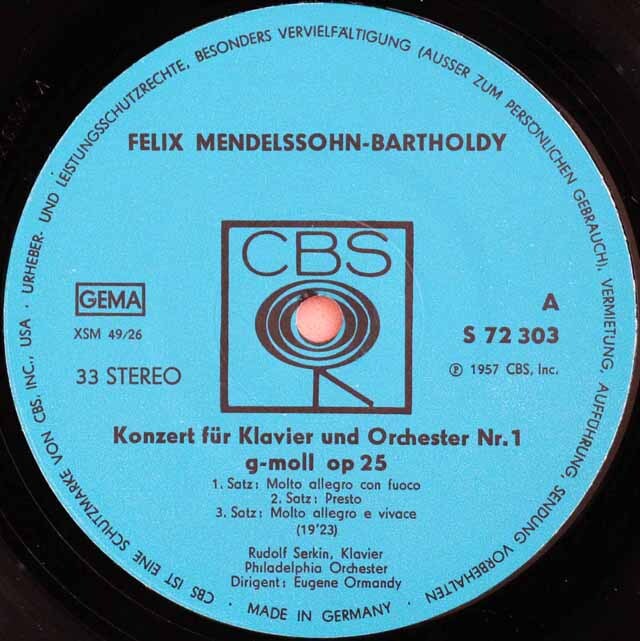 URHEBER- UND LEISTUNGSSCHUTZRECHTE, BESONDERS VERVIELFÄLTIGUNG (AUSSER ZUM PERSÖNLICHEN GEBRAUCH), VERMIETUNG, AUFFÜHRUNG, SENDUNG VORBEHALTEN
FELIX MENDELSSOHN-BARTHOLDY
CBS
GEMA
XSM 49/26
33 STEREO
A
S 72 303
Ⓟ 1957 CBS, Inc.
Konzert für Klavier und Orchester Nr. 1
g-moll op 25
1. Satz: Molto allegro con fuoco
2. Satz: Presto
3. Satz: Molto allegro e vivace
(19'23)
Rudolf Serkin, Klavier
Philadelphia Orchester
Dirigent: Eugene Ormandy
CBS IST EINE SCHUTZMARKE VON CBS, INC., USA ·
· MADE IN GERMANY ·